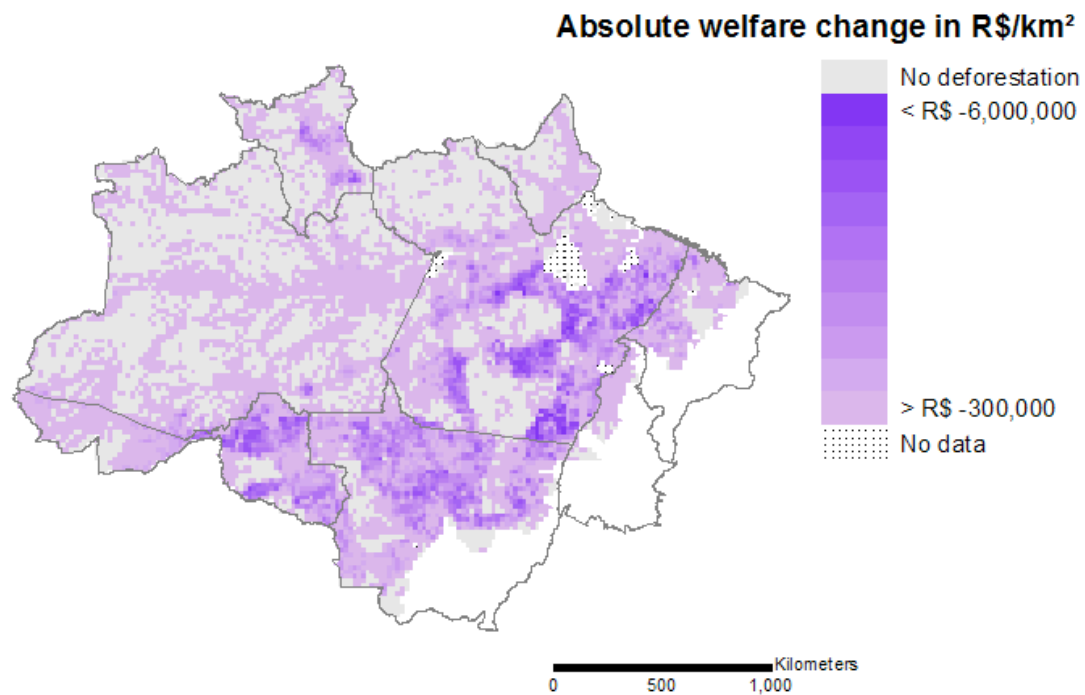 Absolute welfare change in R$/km²
No deforestation
< R$ -6,000,000
> R$ -300,000
No data
Kilometers
0 500 1,000